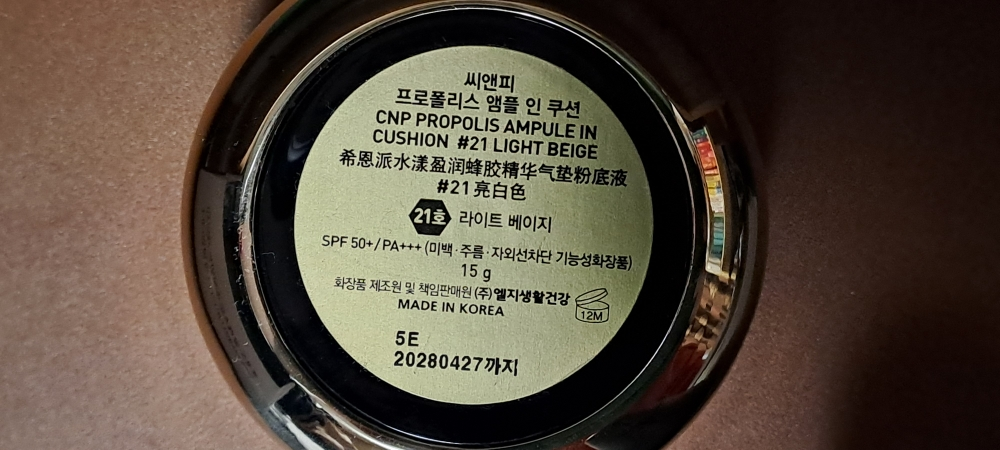 씨앤피
프로폴리스 앰플 인 쿠션
CNP PROPOLIS AMPULE IN
CUSHION #21 LIGHT BEIGE
希恩派水漾盈润蜂胶精华气垫粉底液
#21 亮白色
21호 라이트 베이지
SPF 50+/ PA+++ (미백·주름·자외선차단 기능성화장품)
15 g
화장품 제조원 및 책임판매원 (주)엘지생활건강
12M
MADE IN KOREA
5E
20280427까지